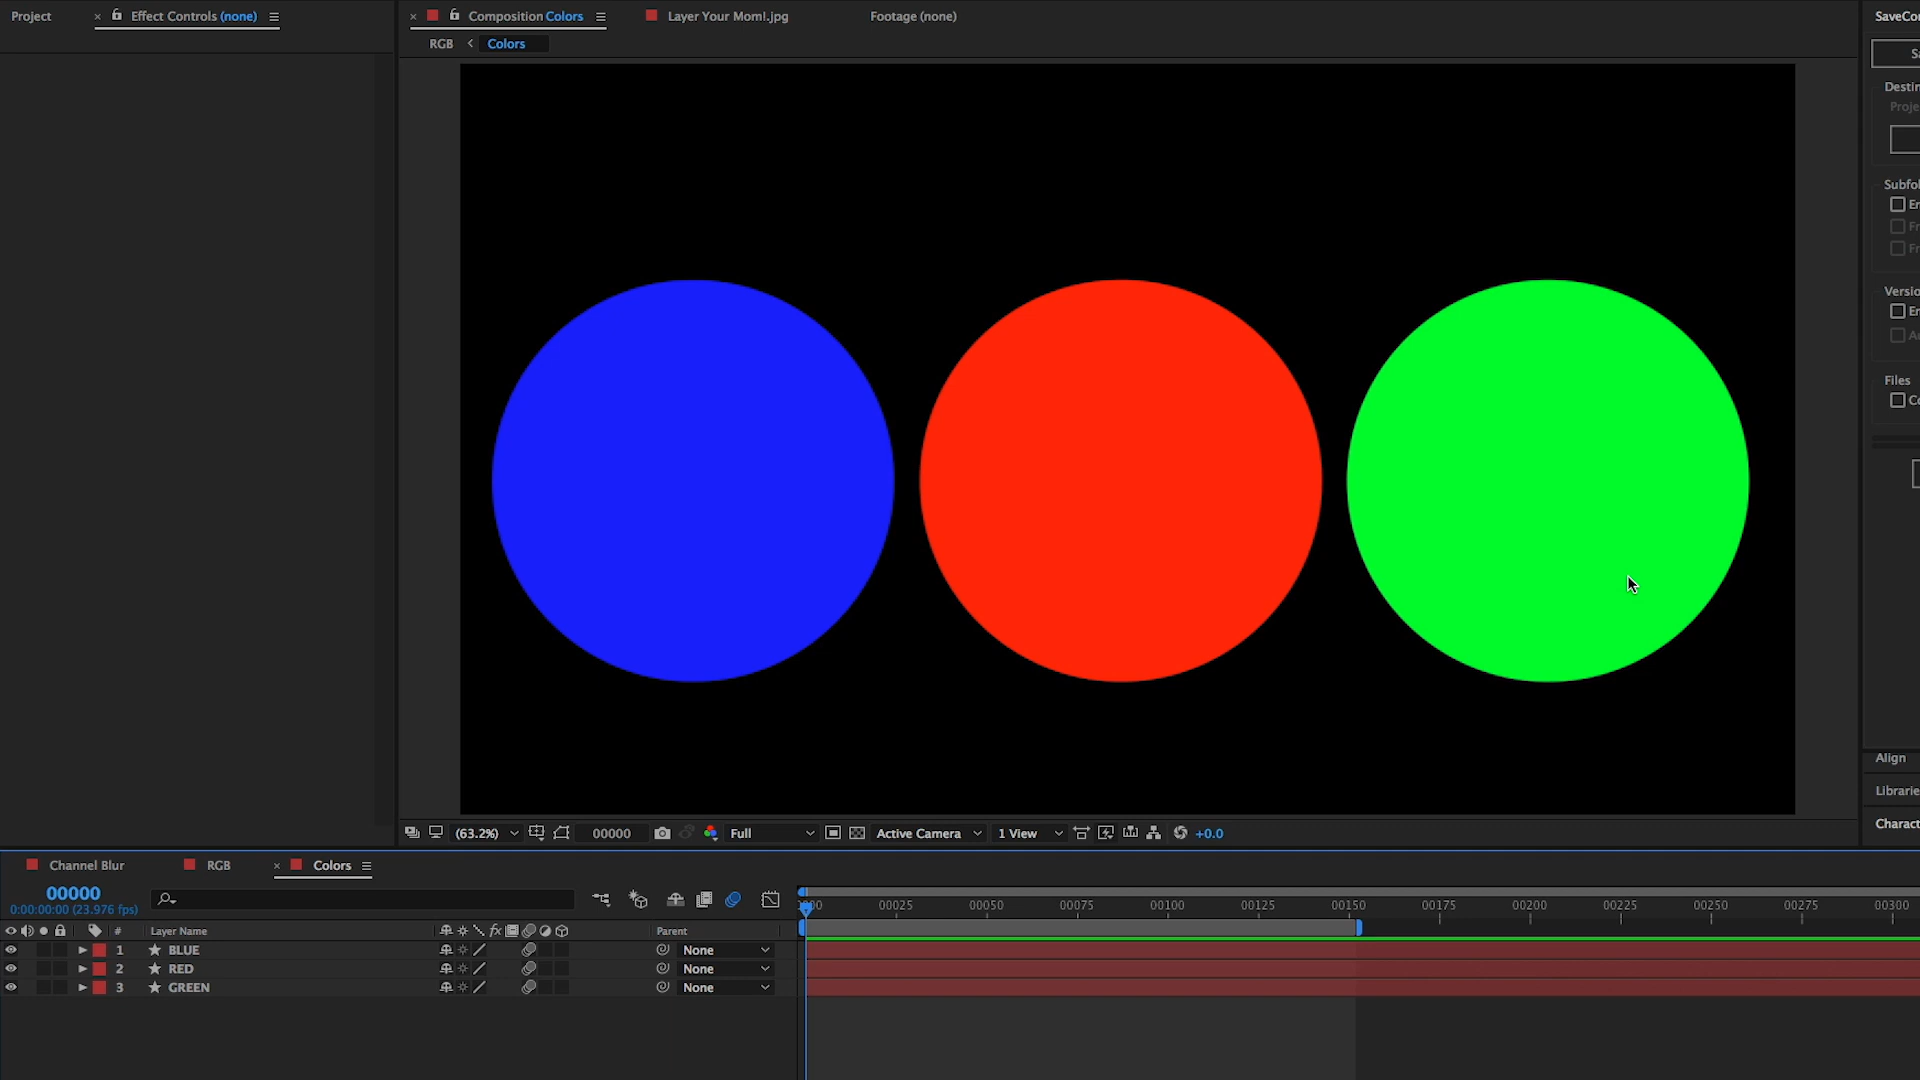 Project
× Effect Controls (none)
× Composition Colors
Layer Your Mom!.jpg
Footage (none)
RGB < Colors
(63.2%)
00000
Full
Active Camera
1 View
+0.0
Align
Files
Channel Blur
RGB
× Colors
00000
0:00:00:00 (23.976 fps)
00025 00050 00075 00100 00125 00150 00175 00200 00225 00250 00275 00300
# Layer Name
fx
Parent
1 BLUE None
2 RED None
3 GREEN None